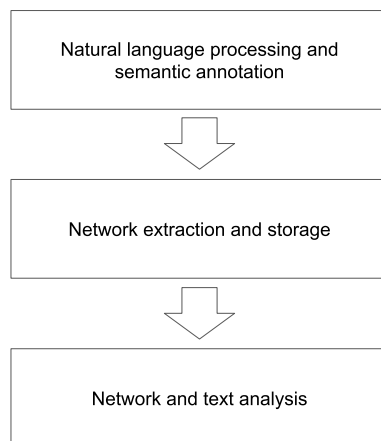 Natural language processing and
semantic annotation
Network extraction and storage
Network and text analysis